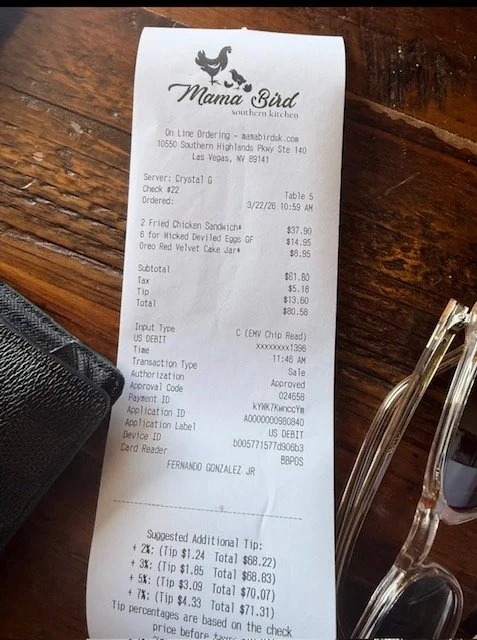 Mama Bird
southern kitchen
On Line Ordering - mamabirdsk.com
10550 Southern Highlands Pkwy Ste 140
Las Vegas, NV 89141
Server: Crystal G
Check #22 Table 5
Ordered: 3/22/26 10:59 AM
2 Fried Chicken Sandwich* $37.90
6 for Wicked Deviled Eggs GF $14.95
Oreo Red Velvet Cake Jar* $8.95
Subtotal $61.80
Tax $5.18
Tip $13.60
Total $80.58
Input Type C (EMV Chip Read)
US DEBIT xxxxxxxx1396
Time 11:46 AM
Transaction Type Sale
Authorization Approved
Approval Code 024658
Payment ID kYWK7KwnccYm
Application ID A0000000980840
Application Label US DEBIT
Device ID b005771577d906b3
Card Reader BBPOS
FERNANDO GONZALEZ JR
Suggested Additional Tip:
+ 2%: (Tip $1.24 Total $68.22)
+ 3%: (Tip $1.85 Total $68.83)
+ 5%: (Tip $3.09 Total $70.07)
+ 7%: (Tip $4.33 Total $71.31)
Tip percentages are based on the check
price before taxes